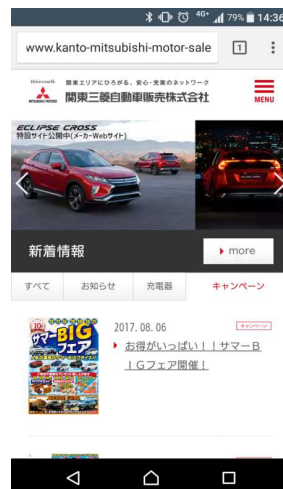 4G+ 79% 14:36
www.kanto-mitsubishi-motor-sale 1
関東エリアにひろがる、安心・充実のネットワーク
関東三菱自動車販売株式会社
MENU
ECLIPSE CROSS
特設サイト公開中(メーカーWebサイト)
新着情報
more
すべて お知らせ 充電器 キャンペーン
2017.08.06 キャンペーン
お得がいっぱい!!サマーB
IGフェア開催!
サマーBIG
フェア